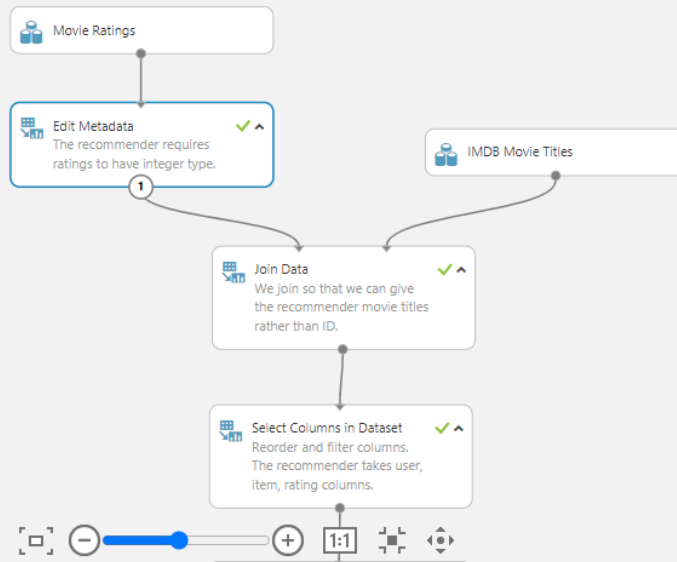 Movie Ratings
Edit Metadata
The recommender requires
ratings to have integer type.
1
IMDB Movie Titles
Join Data
We join so that we can give
the recommender movie titles
rather than ID.
Select Columns in Dataset
Reorder and filter columns.
The recommender takes user,
item, rating columns.
1:1